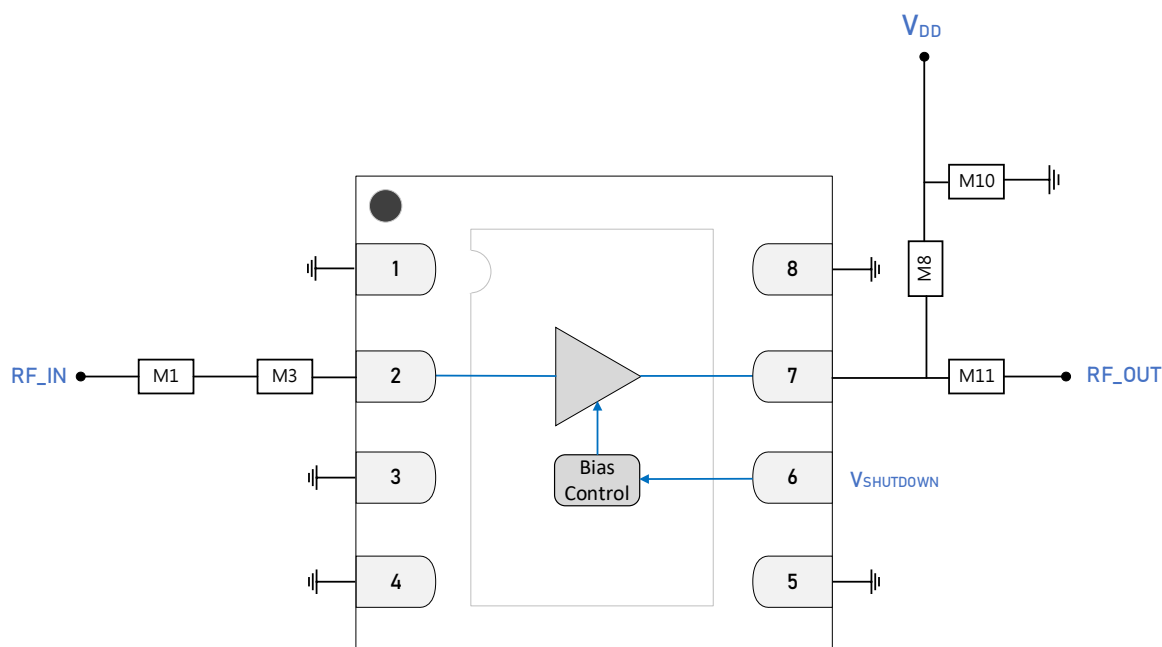 VDD
M10
1
8
M8
RF_IN
M1
M3
2
7
M11
RF_OUT
3
Bias
Control
6
VSHUTDOWN
4
5